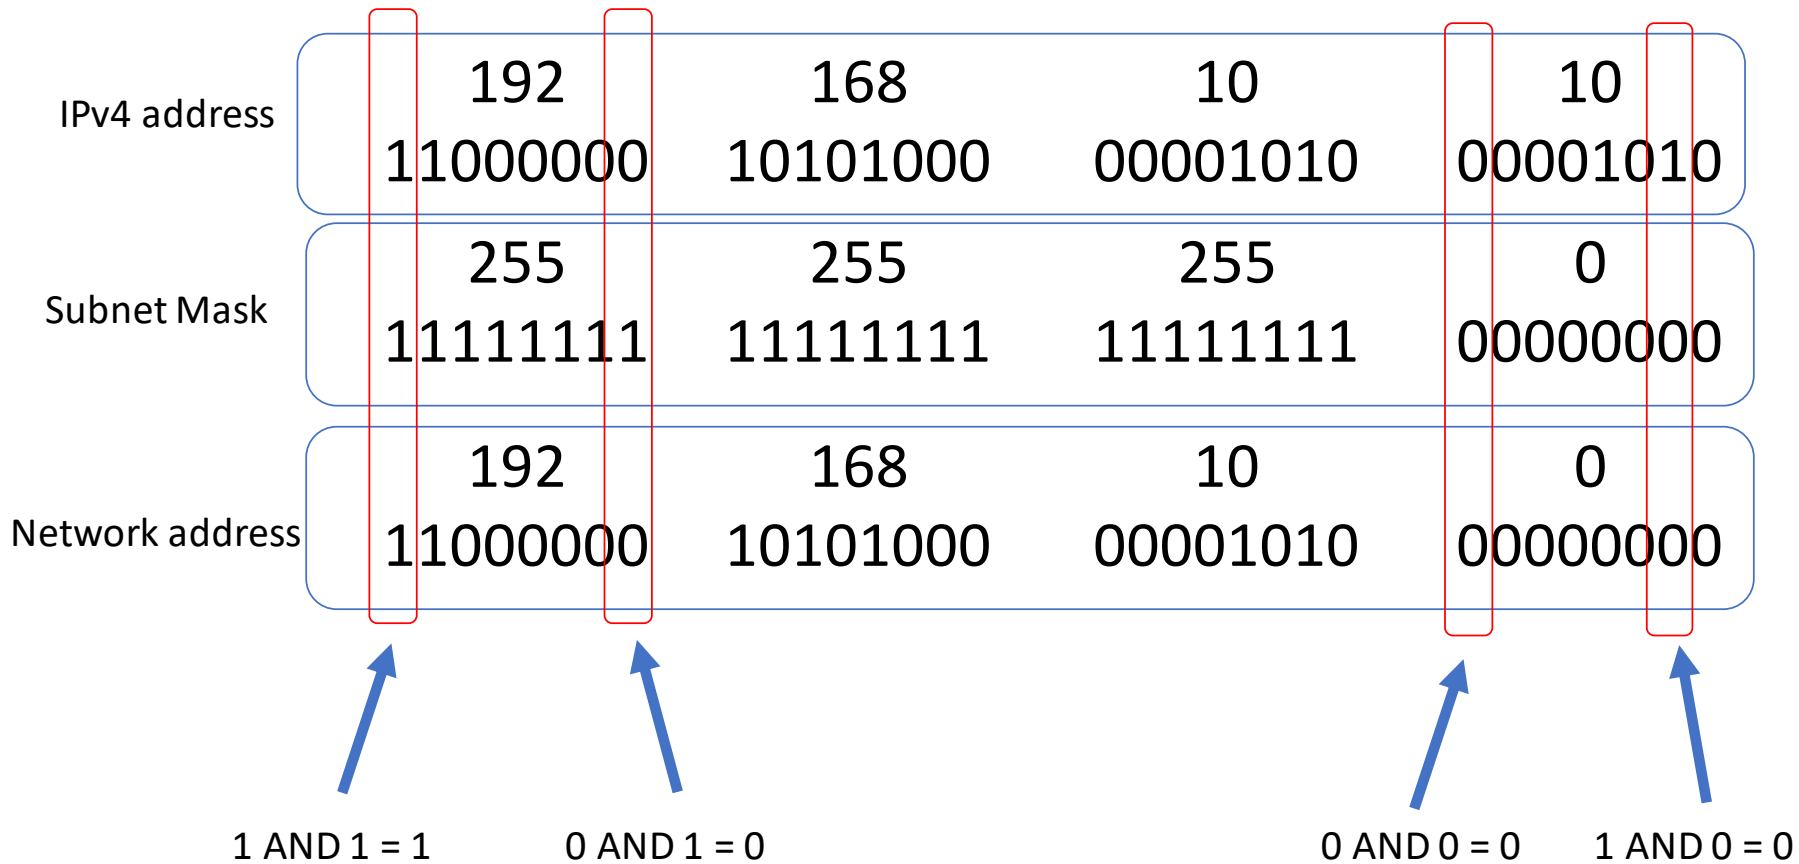 192 168 10 10
IPv4 address
11000000 10101000 00001010 00001010
255 255 255 0
Subnet Mask
11111111 11111111 11111111 00000000
192 168 10 0
Network address
11000000 10101000 00001010 00000000
1 AND 1 = 1 0 AND 1 = 0 0 AND 0 = 0 1 AND 0 = 0